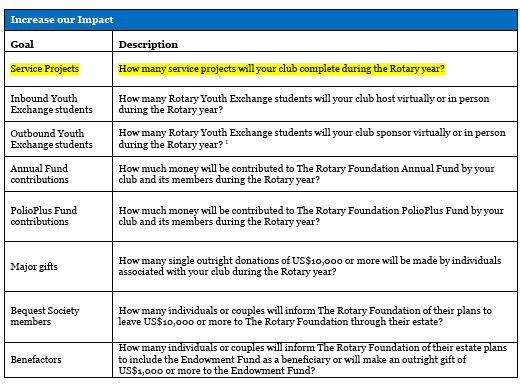 Increase our Impact
Goal Description
Service Projects How many service projects will your club complete during the Rotary year?
Inbound Youth How many Rotary Youth Exchange students will your club host virtually or in person
Exchange students during the Rotary year?
Outbound Youth How many Rotary Youth Exchange students will your club sponsor virtually or in person
Exchange students during the Rotary year? 1
Annual Fund How much money will be contributed to The Rotary Foundation Annual Fund by your
contributions club and its members during the Rotary year?
PolioPlus Fund How much money will be contributed to The Rotary Foundation PolioPlus Fund by your
contributions club and its members during the Rotary year?
Major gifts How many single outright donations of US$10,000 or more will be made by individuals
associated with your club during the Rotary year?
Bequest Society How many individuals or couples will inform The Rotary Foundation of their plans to
members leave US$10,000 or more to The Rotary Foundation through their estate?
How many individuals or couples will inform The Rotary Foundation of their estate plans
Benefactors to include the Endowment Fund as a beneficiary or will make an outright gift of
US$1,000 or more to the Endowment Fund?